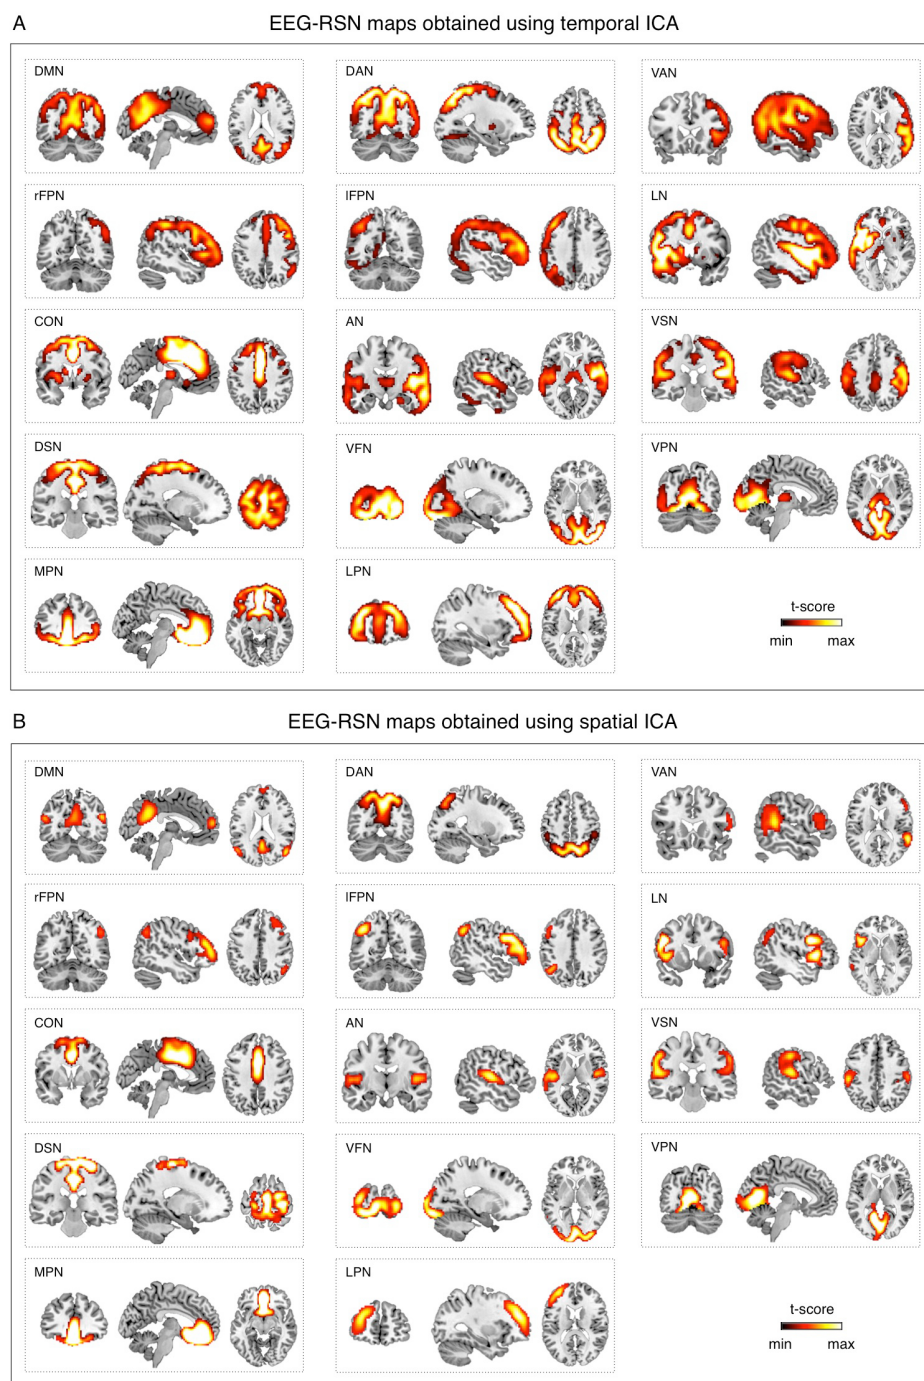 A
EEG-RSN maps obtained using temporal ICA
DMN
DAN
VAN
rFPN
lFPN
LN
CON
AN
VSN
DSN
VFN
VPN
MPN
LPN
t-score
min max
B
EEG-RSN maps obtained using spatial ICA
DMN
DAN
VAN
rFPN
lFPN
LN
CON
AN
VSN
DSN
VFN
VPN
MPN
LPN
t-score
min max